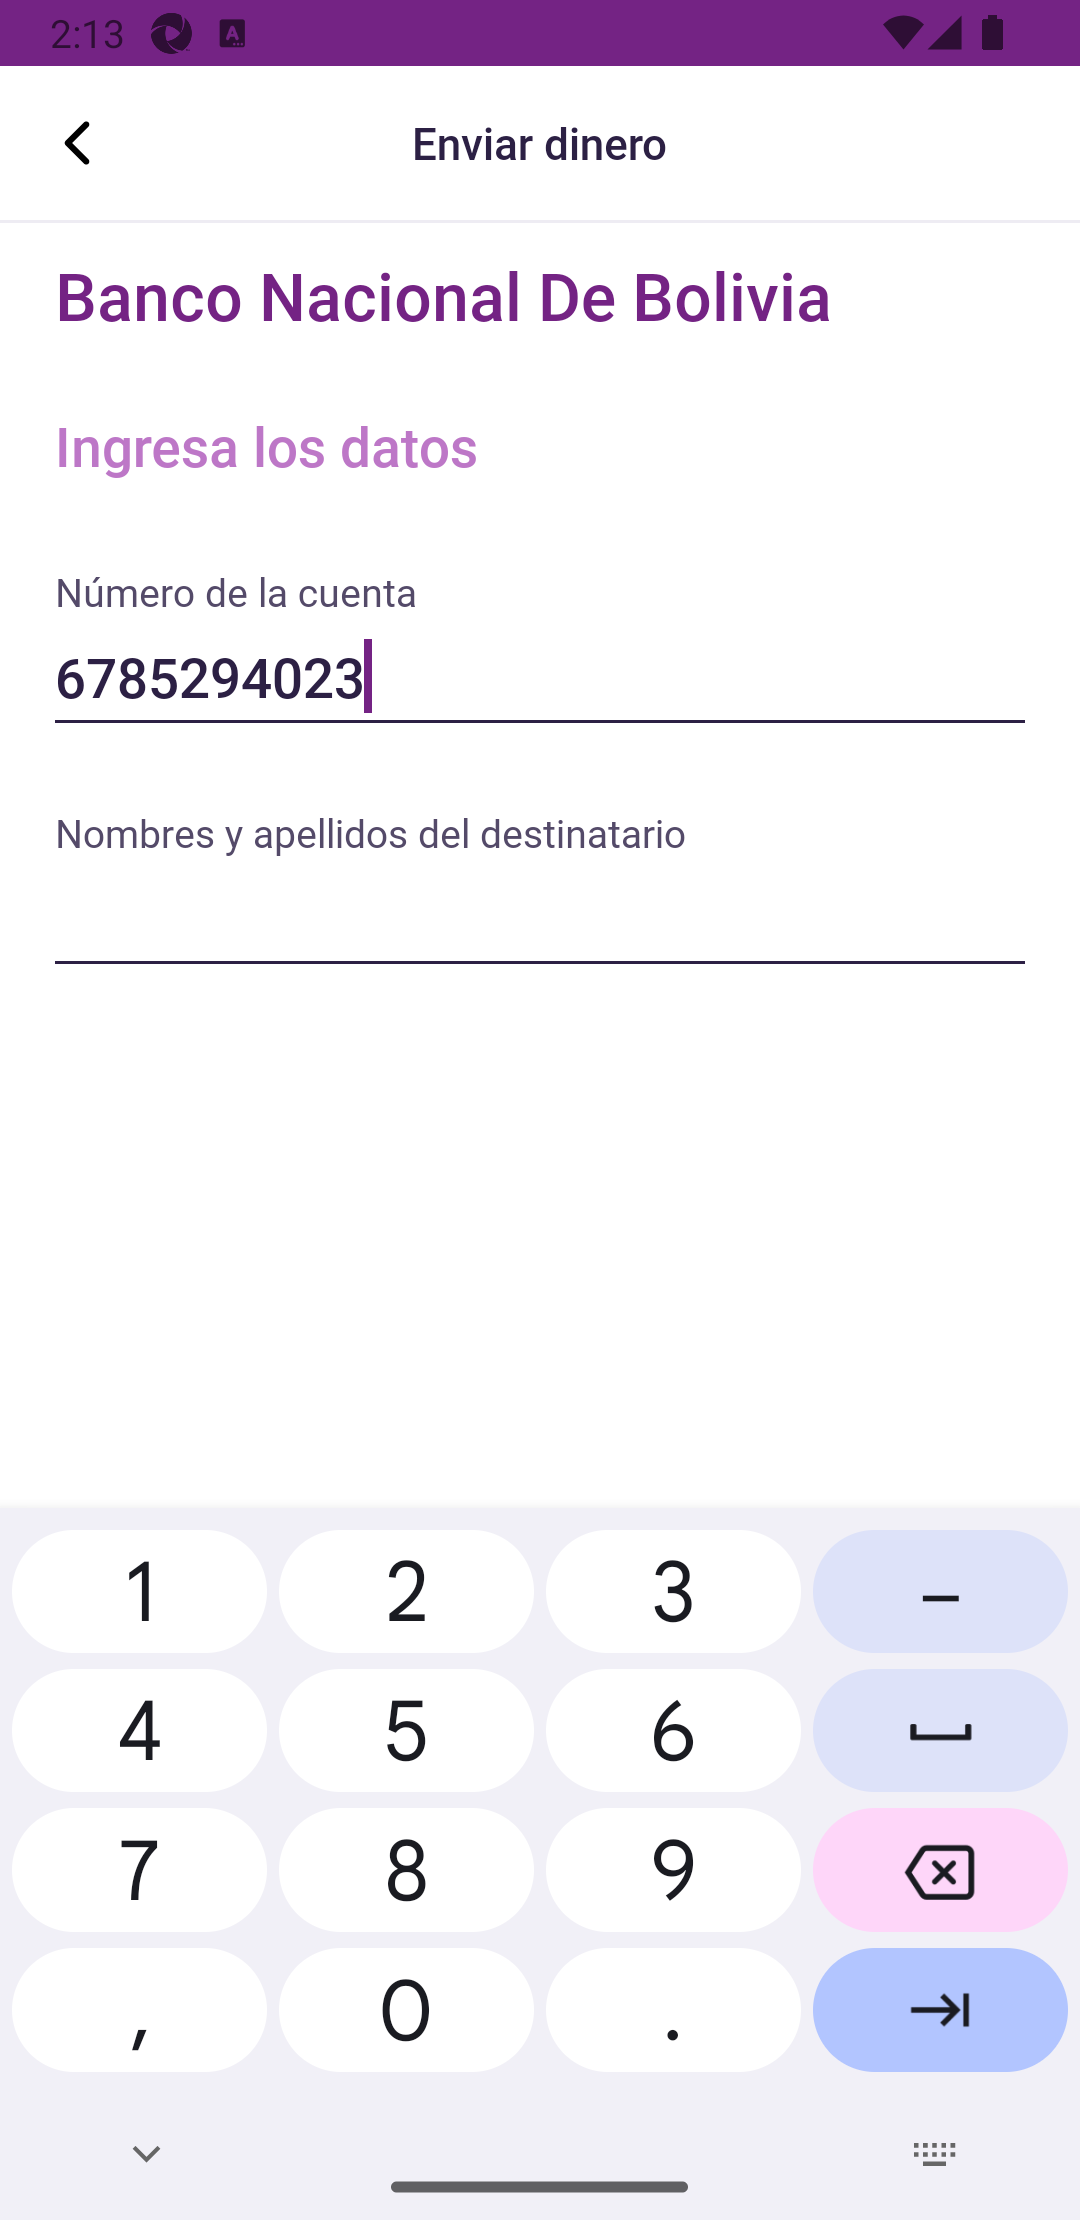 2:13
Enviar dinero
Banco Nacional De Bolivia
Ingresa los datos
Número de la cuenta
6785294023
Nombres y apellidos del destinatario
1 2 3 –
4 5 6
7 8 9
, 0 .